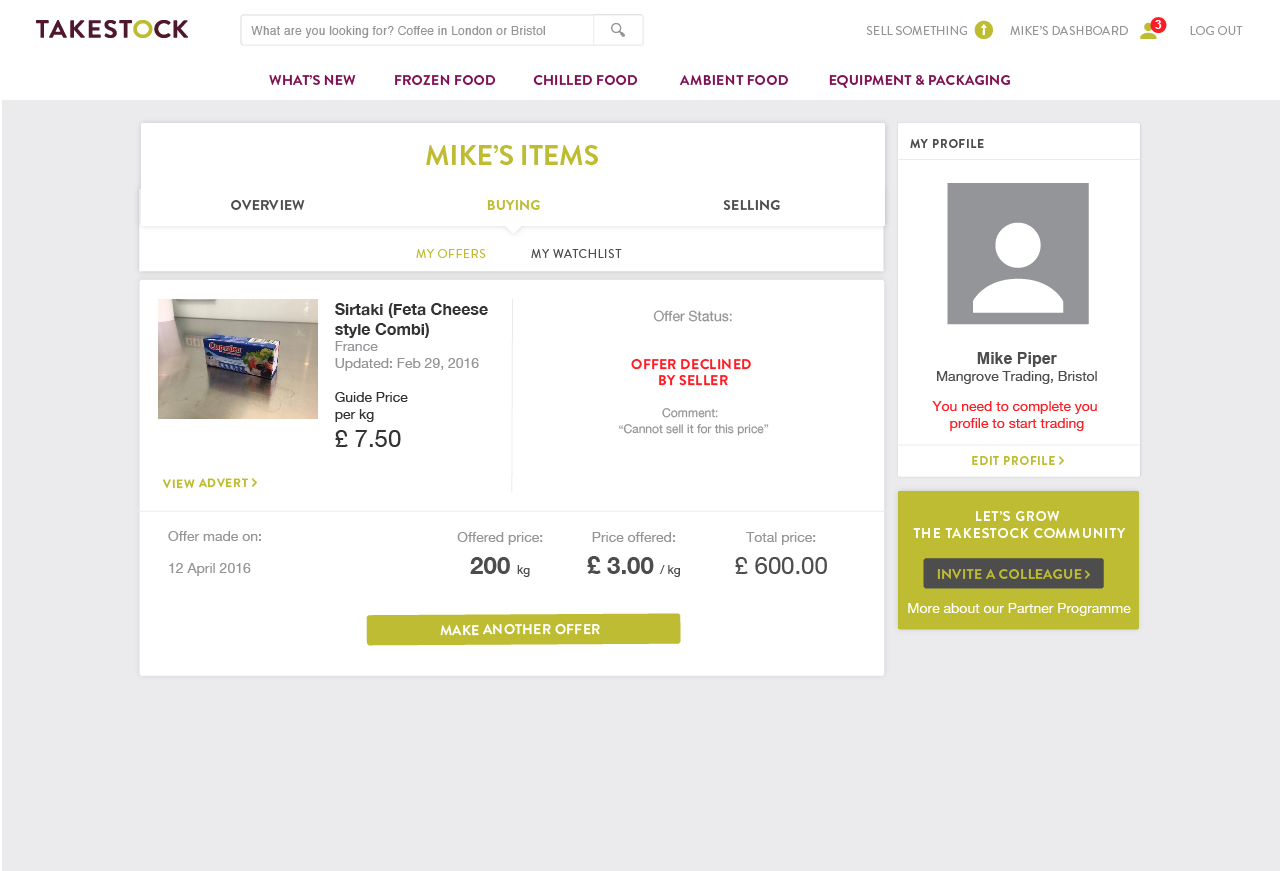 TAKESTOCK
What are you looking for? Coffee in London or Bristol
SELL SOMETHING
MIKE'S DASHBOARD
3
LOG OUT
WHAT'S NEW
FROZEN FOOD
CHILLED FOOD
AMBIENT FOOD
EQUIPMENT & PACKAGING
MIKE'S ITEMS
OVERVIEW
BUYING
SELLING
MY OFFERS
MY WATCHLIST
Sirtaki (Feta Cheese
style Combi)
France
Updated: Feb 29, 2016
Guide Price
per kg
£ 7.50
VIEW ADVERT >
Offer Status:
OFFER DECLINED
BY SELLER
Comment:
“Cannot sell it for this price”
Offer made on:
12 April 2016
Offered price:
200 kg
Price offered:
£ 3.00 / kg
Total price:
£ 600.00
MAKE ANOTHER OFFER
MY PROFILE
Mike Piper
Mangrove Trading, Bristol
You need to complete you
profile to start trading
EDIT PROFILE >
LET'S GROW
THE TAKESTOCK COMMUNITY
INVITE A COLLEAGUE >
More about our Partner Programme